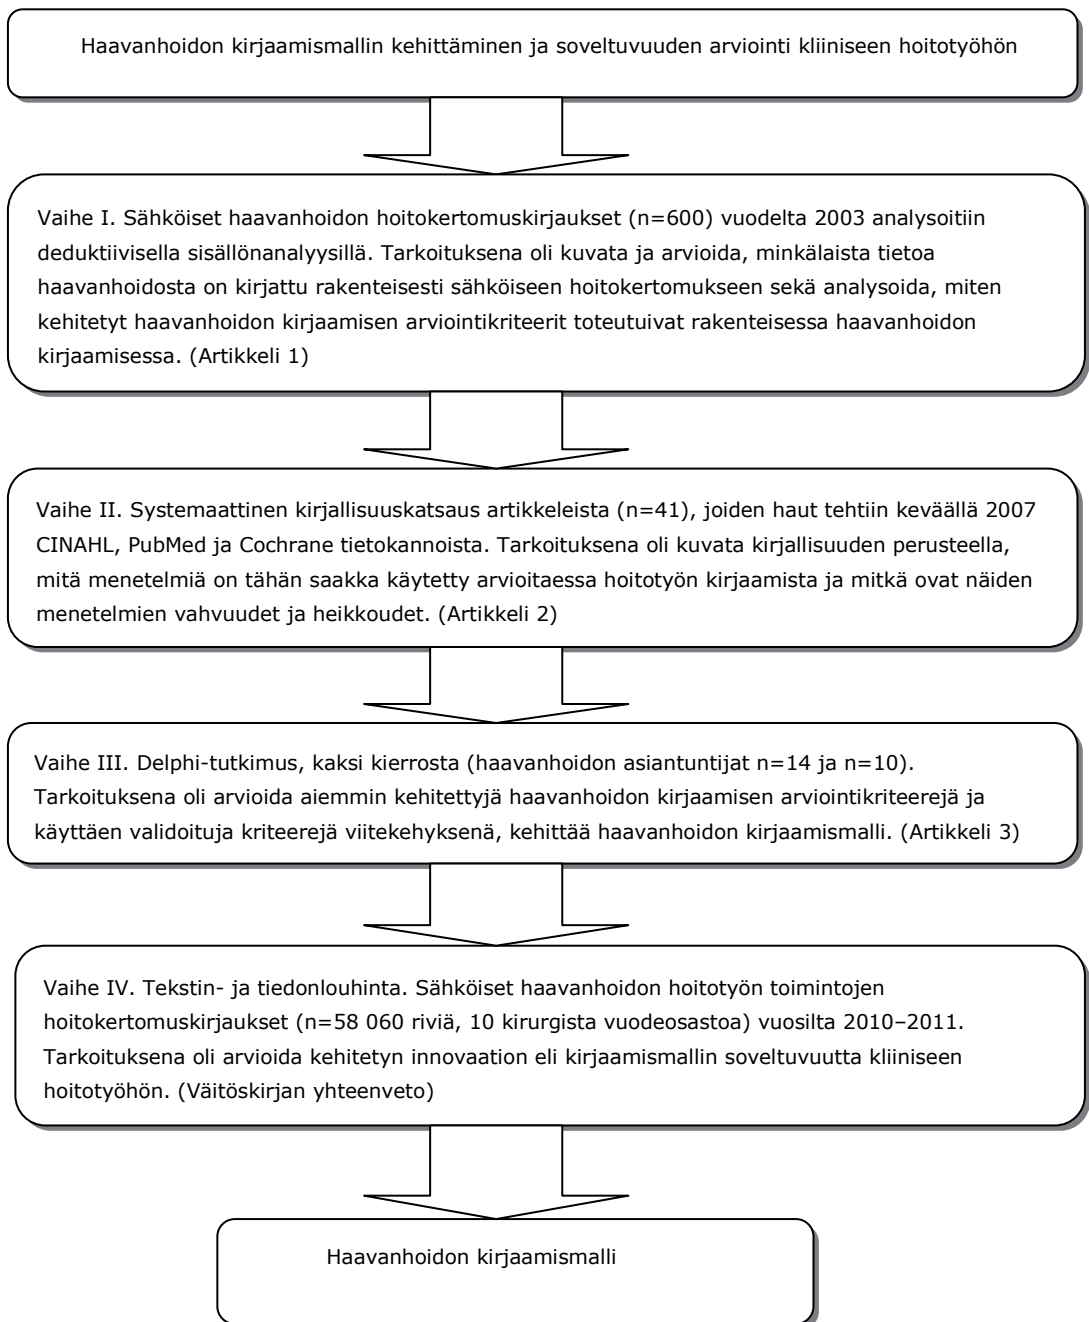 Haavanhoidon kirjaamismallin kehittäminen ja soveltuvuuden arviointi kliiniseen hoitotyöhön
Vaihe I. Sähköiset haavanhoidon hoitokertomuskirjaukset (n=600) vuodelta 2003 analysoitiin
deduktiivisella sisällönanalyysillä. Tarkoituksena oli kuvata ja arvioida, minkälaista tietoa
haavanhoidosta on kirjattu rakenteisesti sähköiseen hoitokertomukseen sekä analysoida, miten
kehitetyt haavanhoidon kirjaamisen arviointikriteerit toteutuivat rakenteisessa haavanhoidon
kirjaamisessa. (Artikkeli 1)
Vaihe II. Systemaattinen kirjallisuuskatsaus artikkeleista (n=41), joiden haut tehtiin keväällä 2007
CINAHL, PubMed ja Cochrane tietokannoista. Tarkoituksena oli kuvata kirjallisuuden perusteella,
mitä menetelmiä on tähän saakka käytetty arvioitaessa hoitotyön kirjaamista ja mitkä ovat näiden
menetelmien vahvuudet ja heikkoudet. (Artikkeli 2)
Vaihe III. Delphi-tutkimus, kaksi kierrosta (haavanhoidon asiantuntijat n=14 ja n=10).
Tarkoituksena oli arvioida aiemmin kehitettyjä haavanhoidon kirjaamisen arviointikriteerejä ja
käyttäen validoituja kriteerejä viitekehyksenä, kehittää haavanhoidon kirjaamismalli. (Artikkeli 3)
Vaihe IV. Tekstin- ja tiedonlouhinta. Sähköiset haavanhoidon hoitotyön toimintojen
hoitokertomuskirjaukset (n=58 060 riviä, 10 kirurgista vuodeosastoa) vuosilta 2010–2011.
Tarkoituksena oli arvioida kehitetyn innovaation eli kirjaamismallin soveltuvuutta kliiniseen
hoitotyöhön. (Väitöskirjan yhteenveto)
Haavanhoidon kirjaamismalli